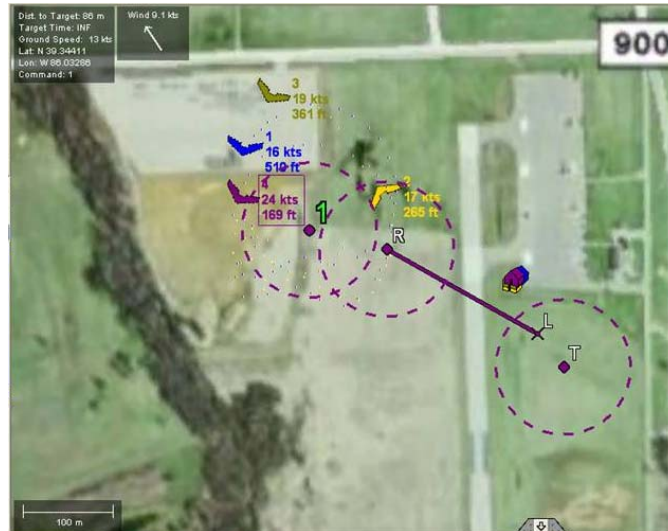 Dist. to Target: 86 m
Target Time: INF
Ground Speed: 13 kts
Lat: N 39.34411
Lon: W 86.03286
Command: 1
Wind 9.1 kts
900
3
19 kts
361 ft
1
16 kts
510 ft
4
24 kts
169 ft
1
2
17 kts
265 ft
R
L
T
100 m